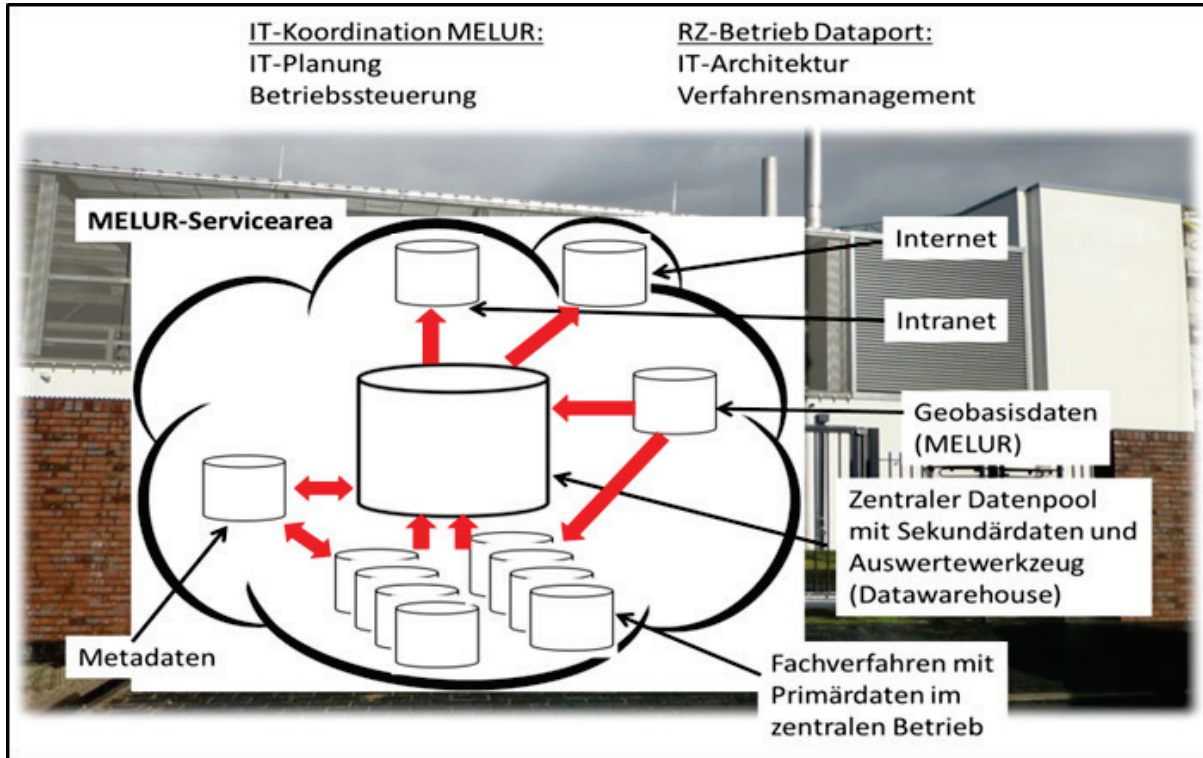 IT-Koordination MELUR:
IT-Planung
Betriebssteuerung
RZ-Betrieb Dataport:
IT-Architektur
Verfahrensmanagement
MELUR-Servicearea
Internet
Intranet
Geobasisdaten
(MELUR)
Zentraler Datenpool
mit Sekundärdaten und
Auswertewerkzeug
(Datawarehouse)
Metadaten
Fachverfahren mit
Primärdaten im
zentralen Betrieb